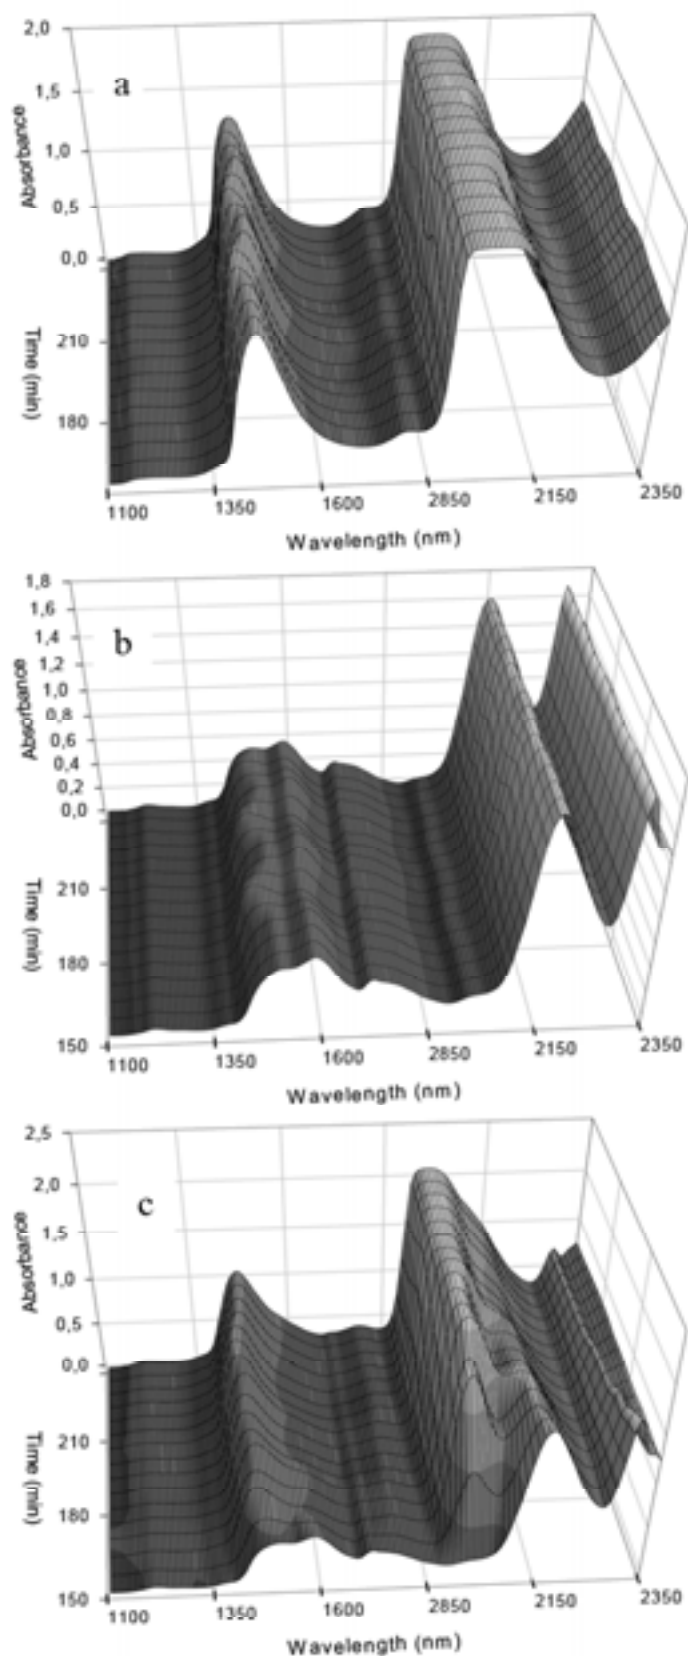 2,0
a
1,5
Absorbance
1,0
0,5
0,0
Time (min)
210
180
1100 1350 1600 2850 2150 2350
Wavelength (nm)
1,8
1,6
b
1,4
1,2
Absorbance
1,0
0,8
0,6
0,4
0,2
0,0
Time (min)
210
180
150
1100 1350 1600 2850 2150 2350
Wavelength (nm)
2,5
c
2,0
Absorbance
1,5
1,0
0,5
0,0
Time (min)
210
180
150
1100 1350 1600 2850 2150 2350
Wavelength (nm)